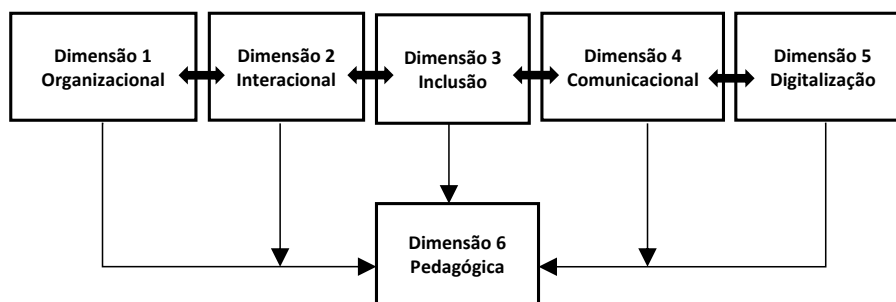 Dimensão 1
Organizacional
Dimensão 2
Interacional
Dimensão 3
Inclusão
Dimensão 4
Comunicacional
Dimensão 5
Digitalização
Dimensão 6
Pedagógica